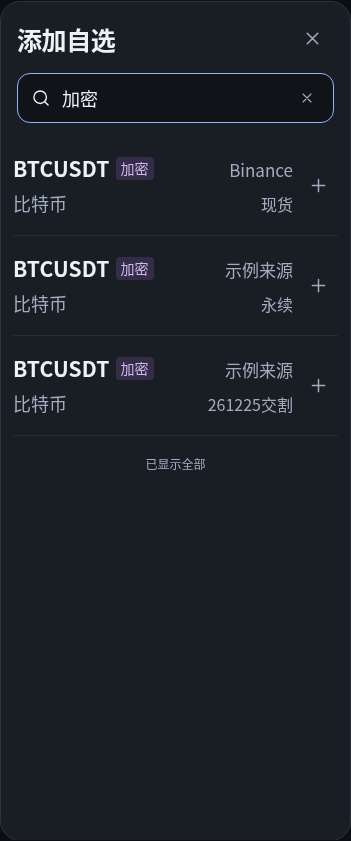 添加自选
加密
BTCUSDT 加密 Binance
比特币 现货
BTCUSDT 加密 示例来源
比特币 永续
BTCUSDT 加密 示例来源
比特币 261225交割
已显示全部